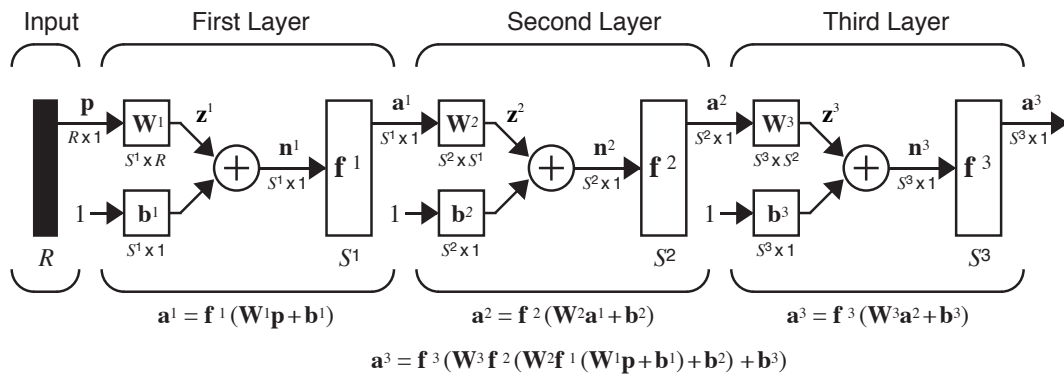 Input First Layer Second Layer Third Layer
p a¹ a² a³
W¹ z¹ W² z² W³ z³
R x 1 S¹ x 1 S² x 1 S³ x 1
S¹ x R n¹ f ¹ S² x S¹ n² f ² S³ x S² n³ f ³
S¹ x 1 S² x 1 S³ x 1
1 b¹ 1 b² 1 b³
R S¹ x 1 S¹ S² x 1 S² S³ x 1 S³
a¹ = f ¹ (W¹p + b¹) a² = f ² (W²a¹ + b²) a³ = f ³ (W³a² + b³)
a³ = f ³ (W³ f ² (W²f ¹ (W¹p + b¹) + b²) + b³)